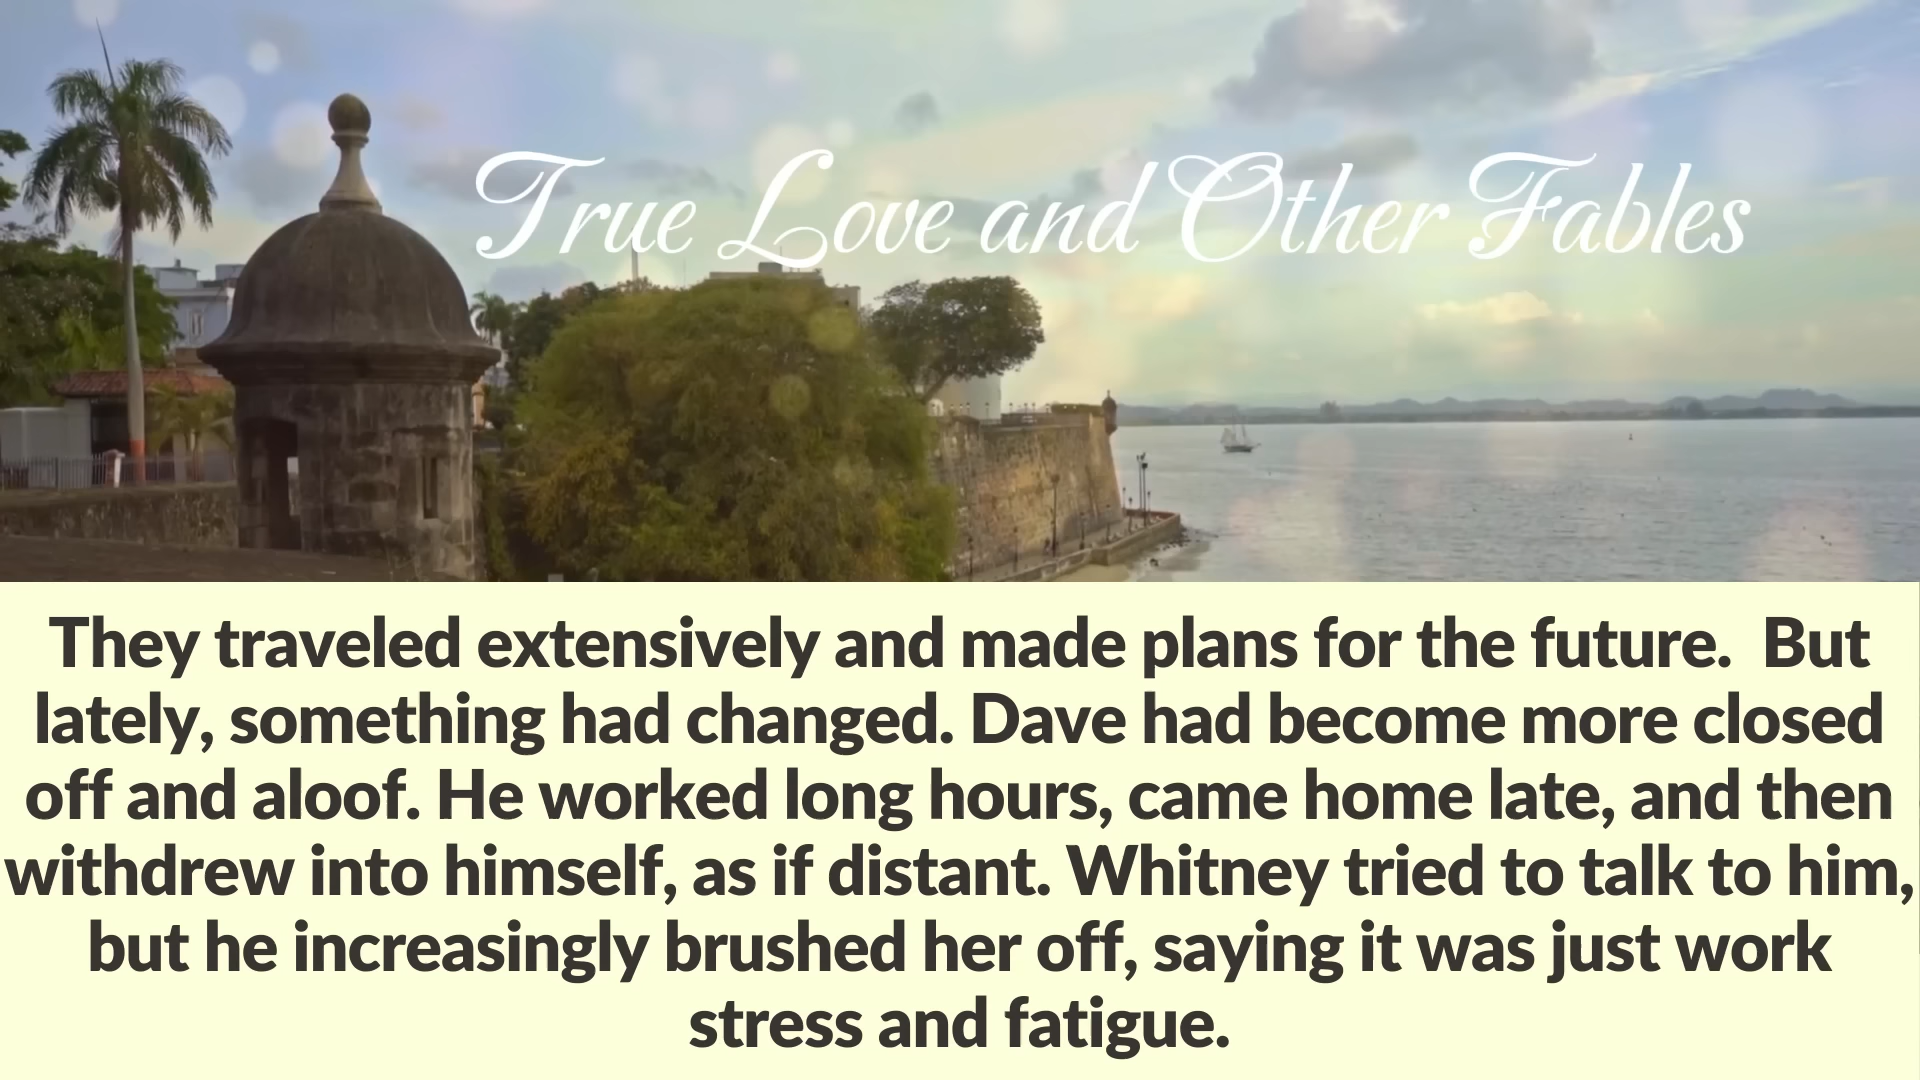 True Love and Other Fables
They traveled extensively and made plans for the future.  But
lately, something had changed. Dave had become more closed
off and aloof. He worked long hours, came home late, and then
withdrew into himself, as if distant. Whitney tried to talk to him,
but he increasingly brushed her off, saying it was just work
stress and fatigue.